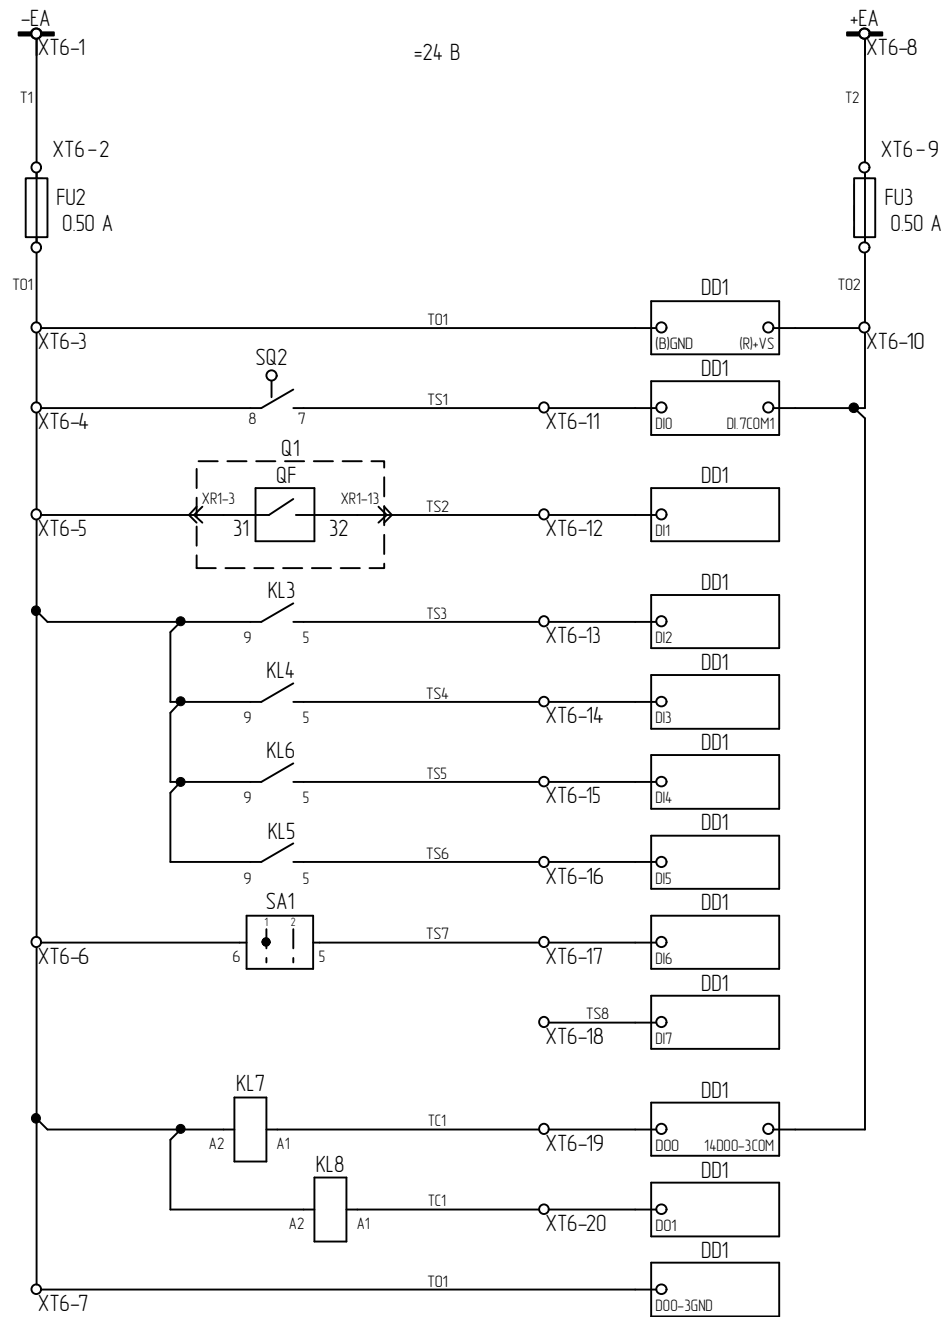 -EA
+EA
XT6-1
=24 В
XT6-8
T1
T2
XT6-2
XT6-9
FU2
FU3
0.50 A
0.50 A
T01
T02
DD1
T01
XT6-3
(B)GND
(R)+VS
XT6-10
SQ2
DD1
8
7
TS1
XT6-4
XT6-11
DI0
DI.7COM1
Q1
QF
DD1
XR1-3
XR1-13
TS2
XT6-5
31
32
XT6-12
DI1
KL3
DD1
TS3
9
5
XT6-13
DI2
KL4
DD1
TS4
9
5
XT6-14
DI3
KL6
DD1
TS5
9
5
XT6-15
DI4
KL5
DD1
TS6
9
5
XT6-16
DI5
SA1
DD1
1
2
TS7
XT6-6
6
5
XT6-17
DI6
DD1
TS8
XT6-18
DI7
KL7
DD1
TC1
A2
A1
XT6-19
DO0
14DO0-3COM
KL8
DD1
TC1
A2
A1
XT6-20
DO1
DD1
T01
XT6-7
DO0-3GND